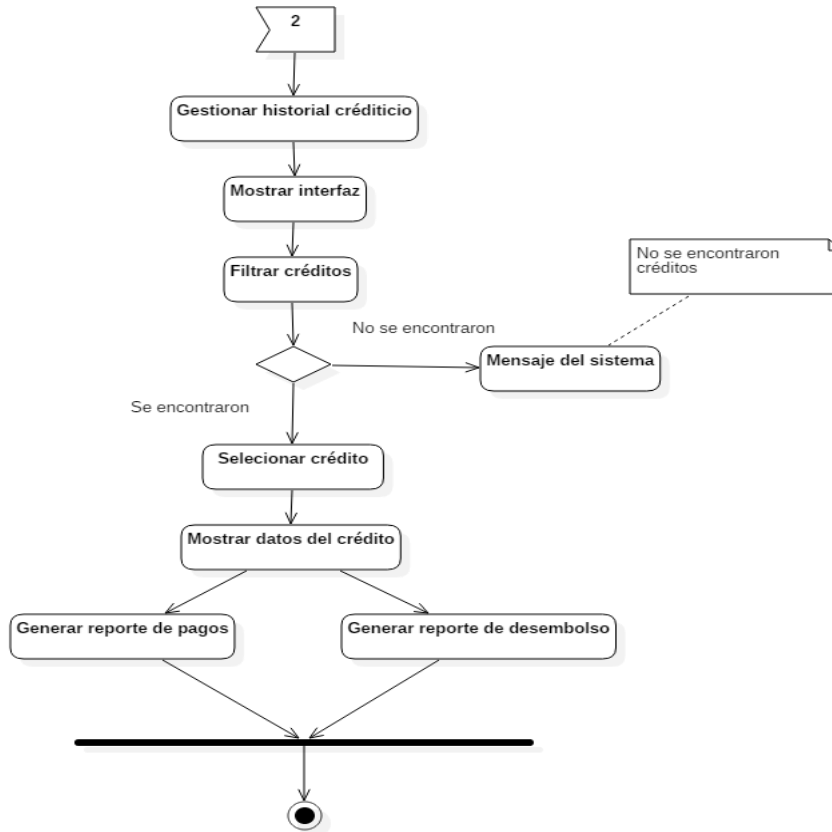 2
Gestionar historial créditicio
Mostrar interfaz
Filtrar créditos
No se encontraron
créditos
No se encontraron
Mensaje del sistema
Se encontraron
Selecionar crédito
Mostrar datos del crédito
Generar reporte de pagos
Generar reporte de desembolso